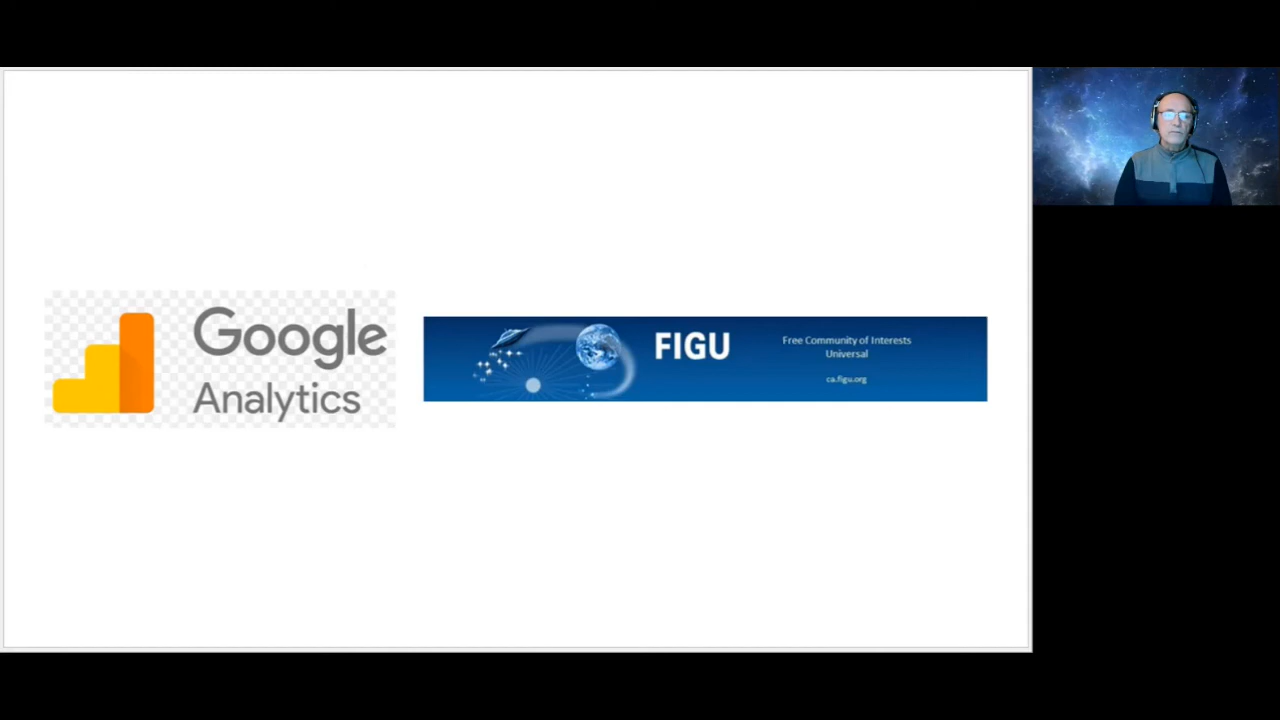 Google
Analytics
FIGU
Free Community of Interests
Universal
ca.figu.org